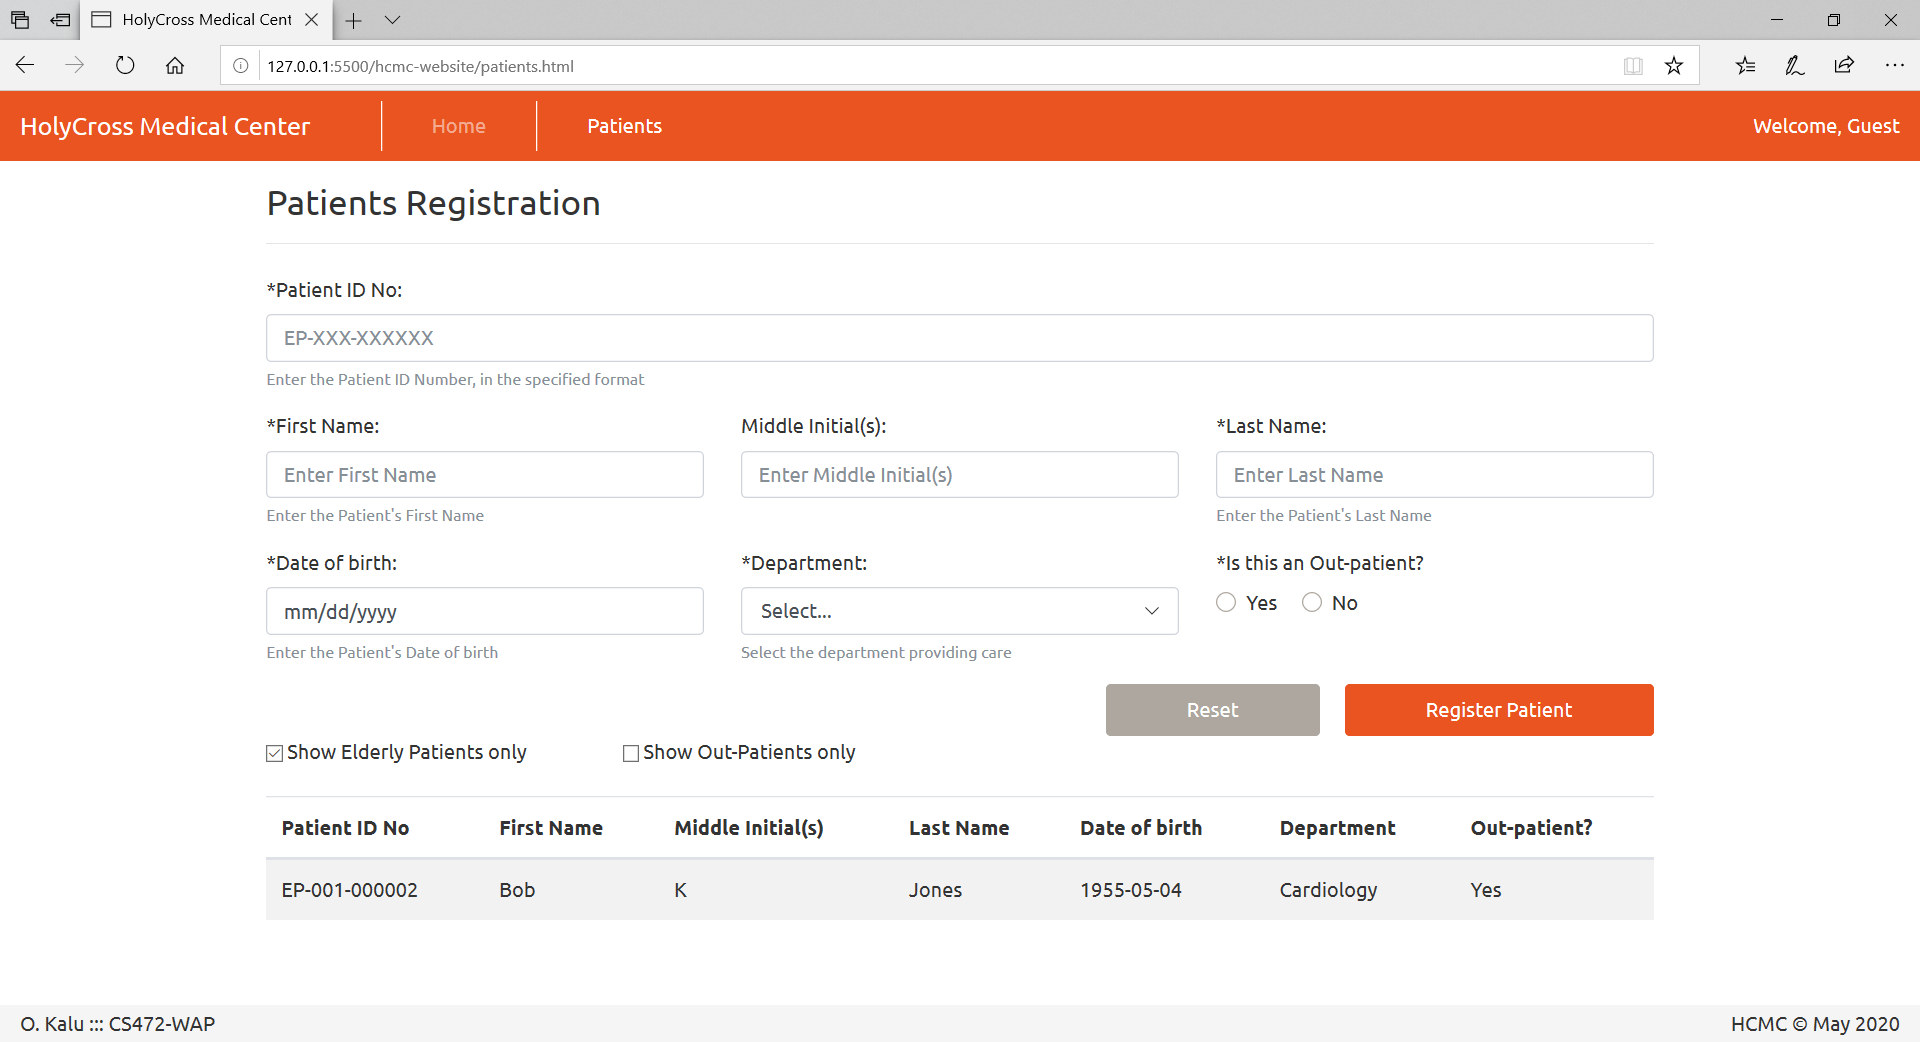 HolyCross Medical Cent
127.0.0.1:5500/hcmc-website/patients.html
HolyCross Medical Center Home Patients Welcome, Guest
Patients Registration
*Patient ID No:
EP-XXX-XXXXXX
Enter the Patient ID Number, in the specified format
*First Name: Middle Initial(s): *Last Name:
Enter First Name Enter Middle Initial(s) Enter Last Name
Enter the Patient's First Name Enter the Patient's Last Name
*Date of birth: *Department: *Is this an Out-patient?
mm/dd/yyyy Select... Yes No
Enter the Patient's Date of birth Select the department providing care
Reset Register Patient
Show Elderly Patients only Show Out-Patients only
Patient ID No First Name Middle Initial(s) Last Name Date of birth Department Out-patient?
EP-001-000002 Bob K Jones 1955-05-04 Cardiology Yes
O. Kalu ::: CS472-WAP HCMC © May 2020